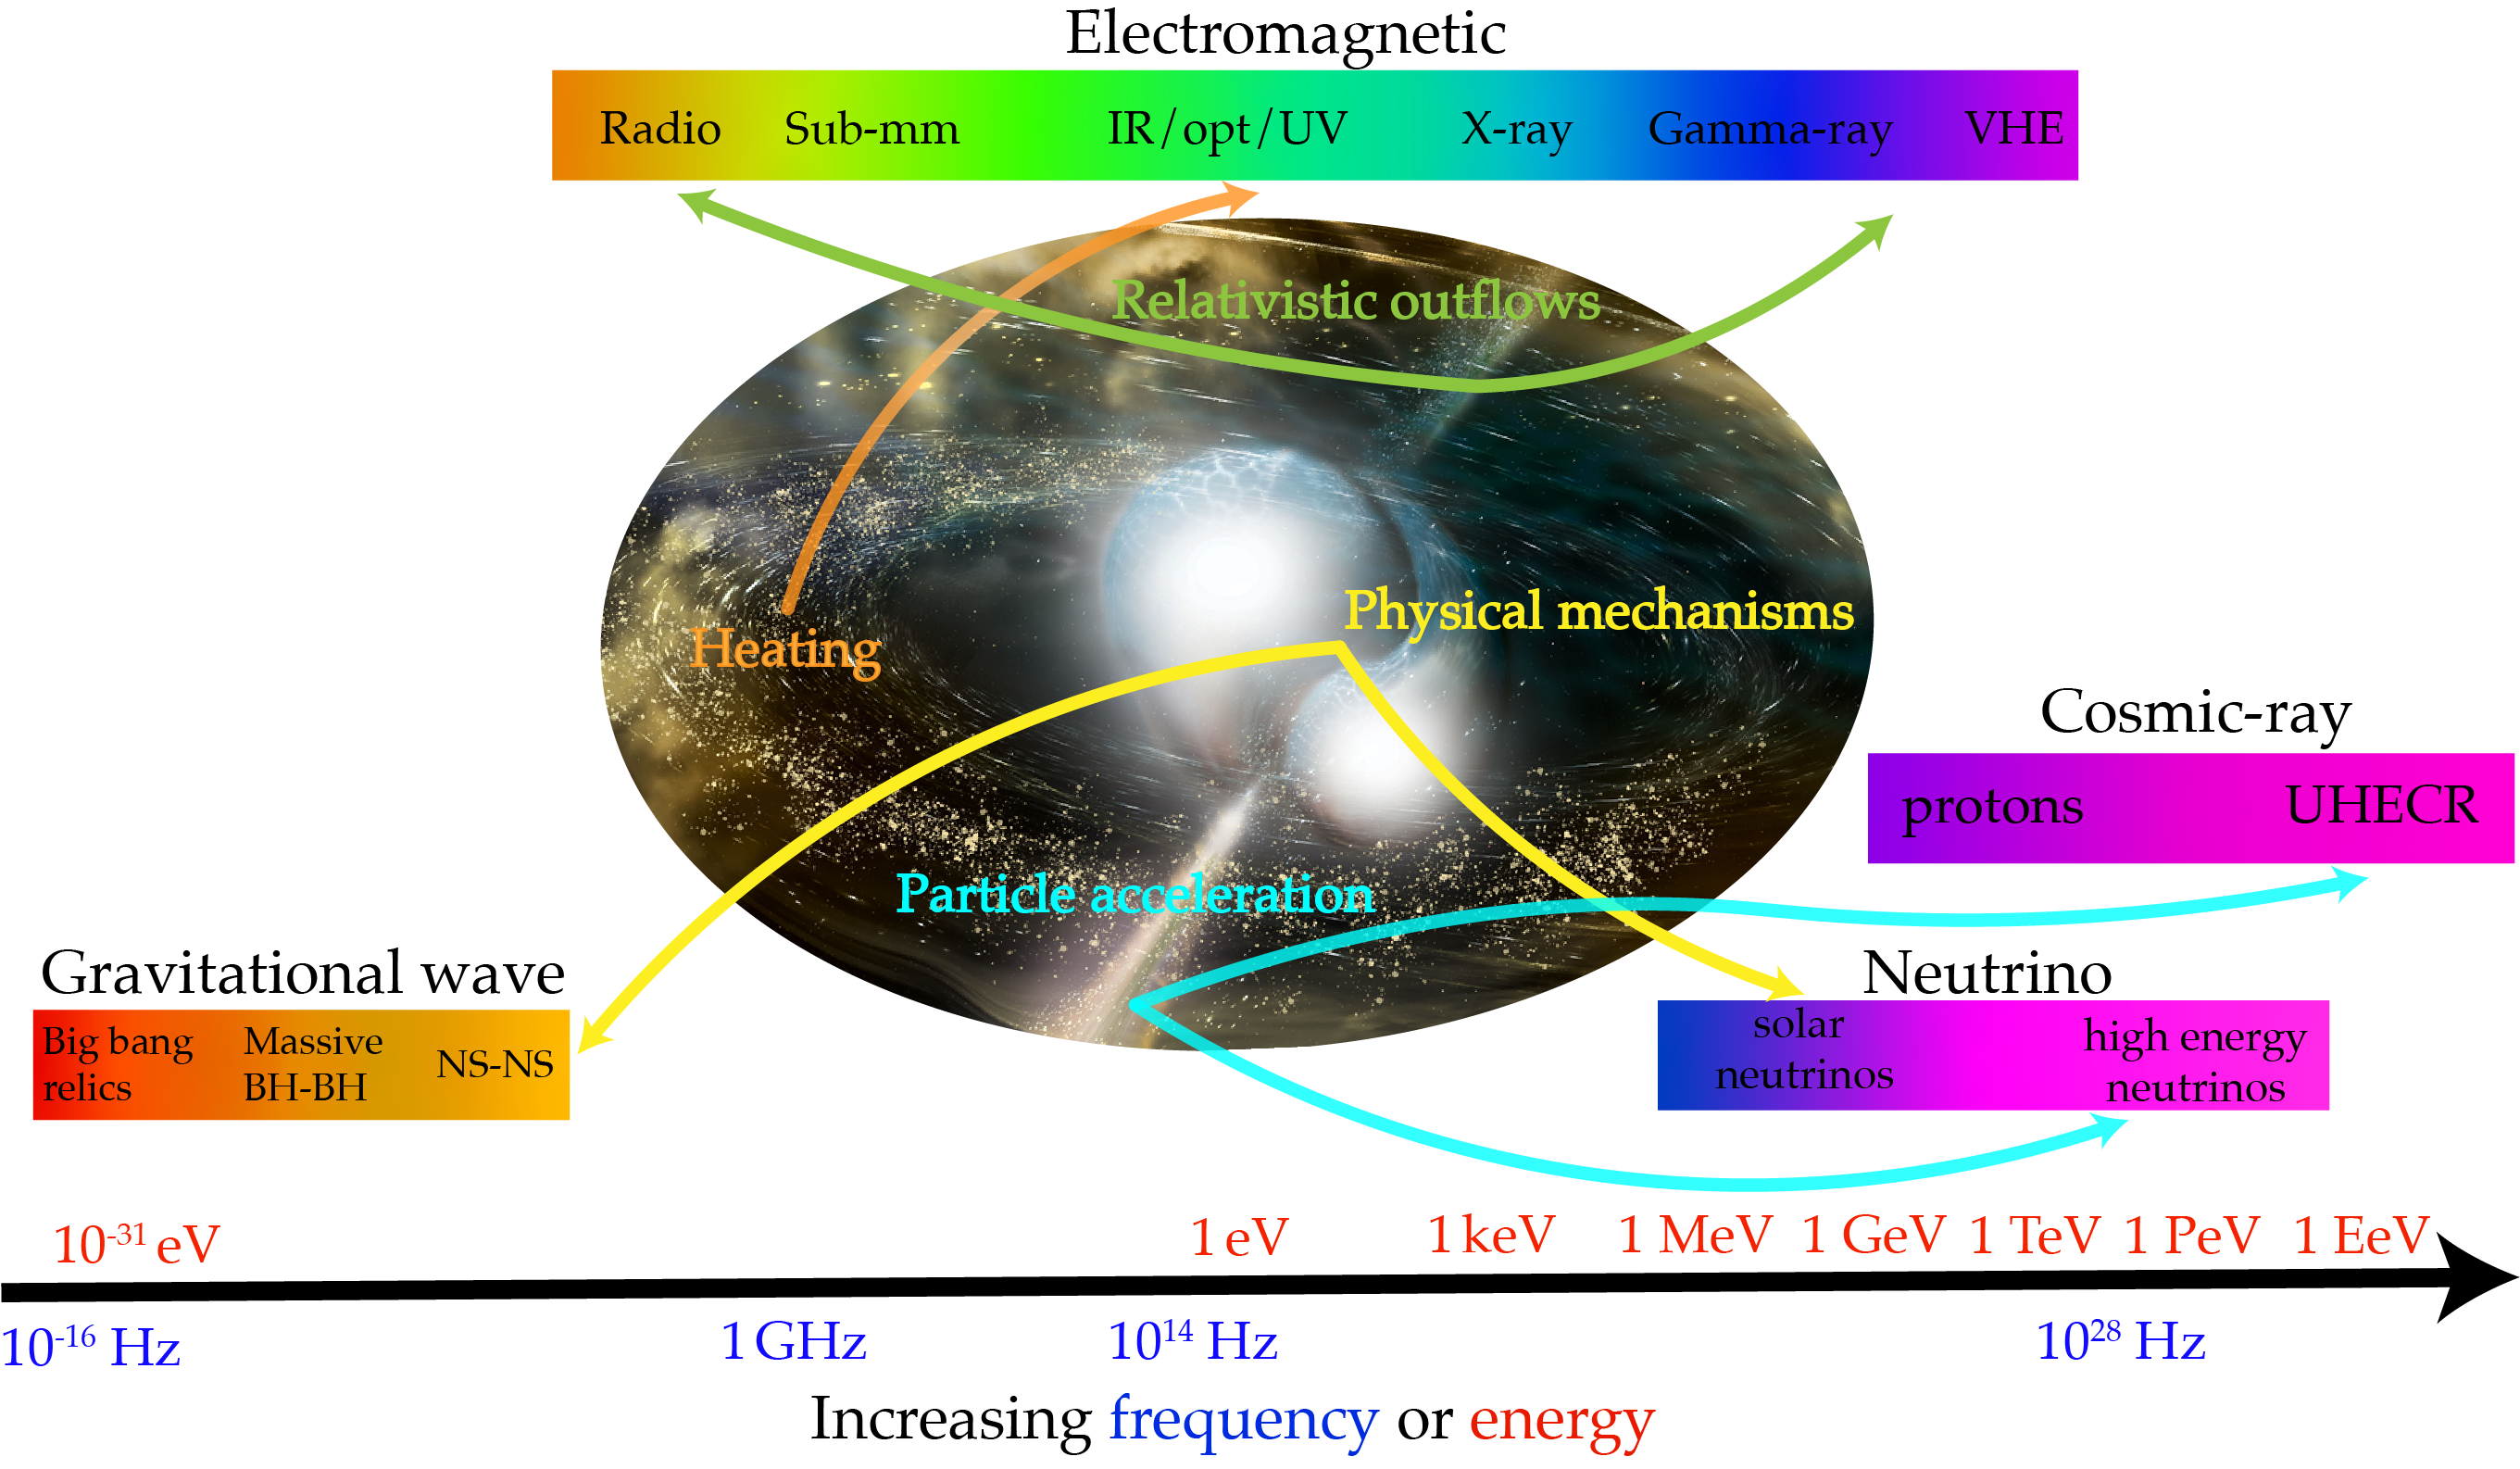 Electromagnetic
Radio Sub-mm IR/opt/UV X-ray Gamma-ray VHE
Relativistic outflows
Heating
Physical mechanisms
Particle acceleration
Cosmic-ray
protons UHECR
Gravitational wave
Big bang
relics
Massive
BH-BH
NS-NS
Neutrino
solar
neutrinos
high energy
neutrinos
10⁻³¹ eV 1 eV 1 keV 1 MeV 1 GeV 1 TeV 1 PeV 1 EeV
10⁻¹⁶ Hz 1 GHz 10¹⁴ Hz 10²⁸ Hz
Increasing frequency or energy